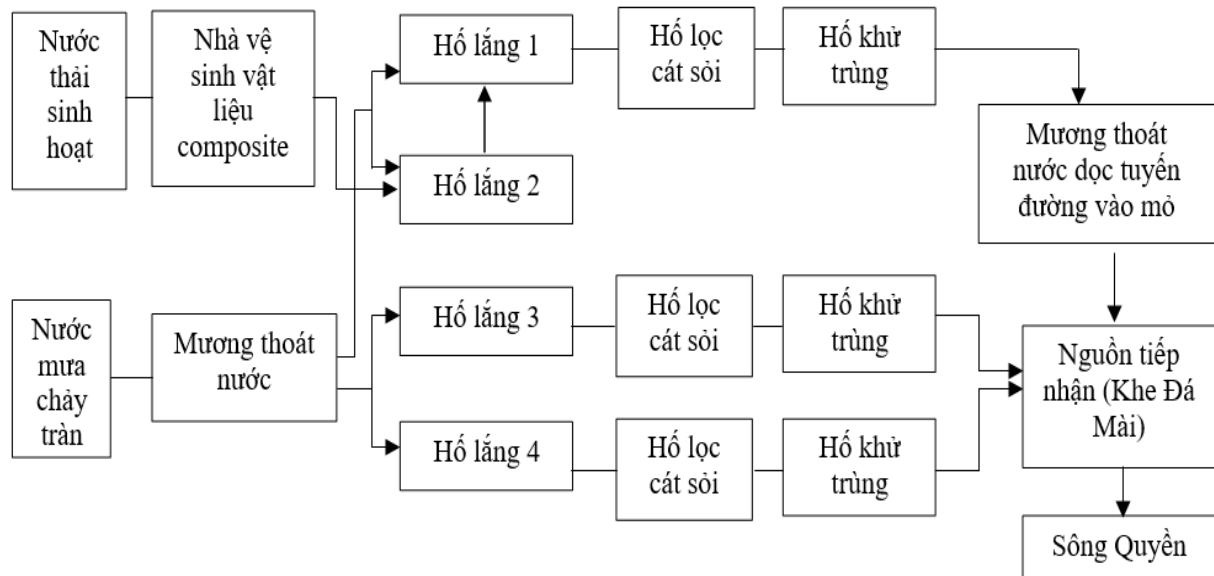 Nước
thải
sinh
hoạt
Nhà vệ
sinh vật
liệu
composite
Hố lắng 1
Hố lọc
cát sỏi
Hố khử
trùng
Hố lắng 2
Mương thoát
nước dọc tuyến
đường vào mỏ
Nước
mưa
chảy
tràn
Mương thoát
nước
Hố lắng 3
Hố lọc
cát sỏi
Hố khử
trùng
Hố lắng 4
Hố lọc
cát sỏi
Hố khử
trùng
Nguồn tiếp
nhận (Khe Đá
Mài)
Sông Quyền